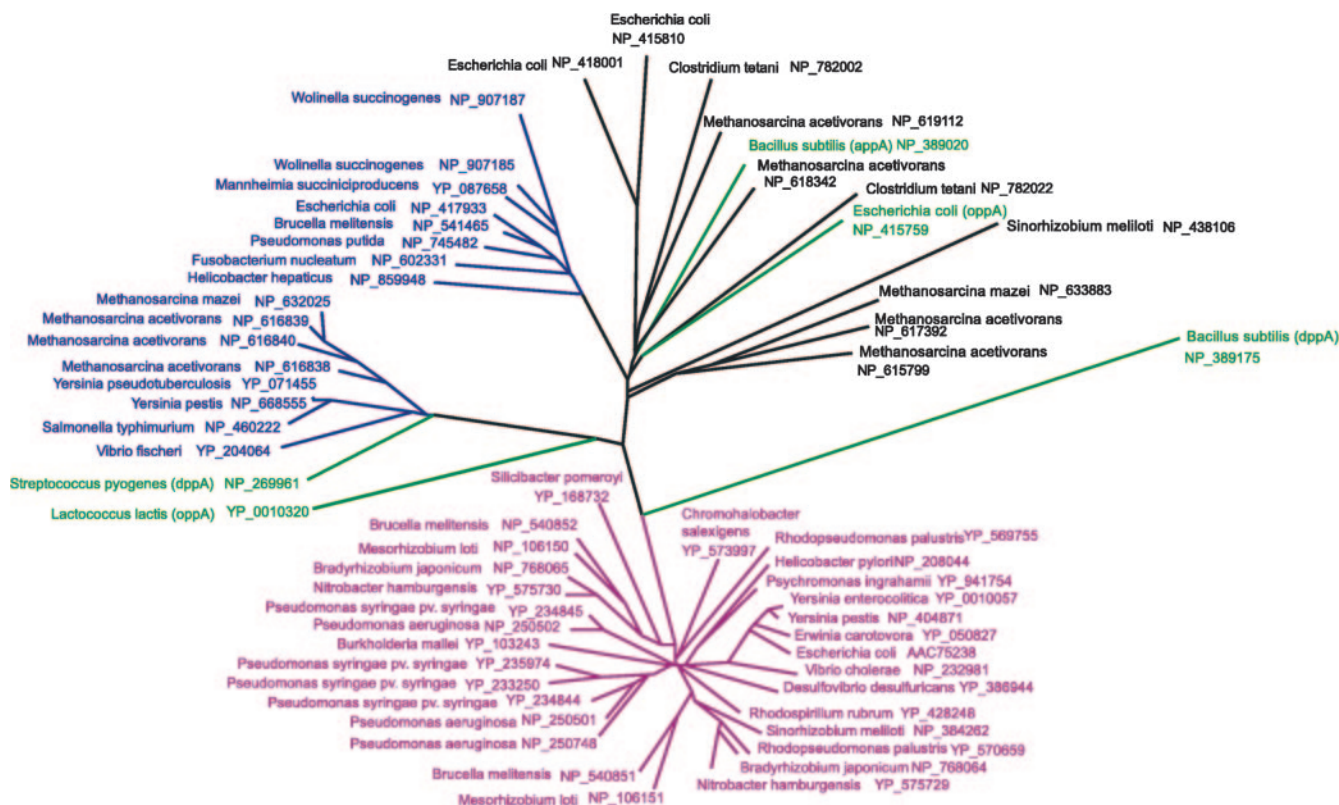 Escherichia coli
NP_415810
Escherichia coli NP_418001
Clostridium tetani NP_782002
Wolinella succinogenes NP_907187
Methanosarcina acetivorans NP_619112
Bacillus subtilis (appA) NP_389020
Methanosarcina acetivorans
NP_618342
Wolinella succinogenes NP_907185
Mannheimia succiniciproducens YP_087658
Clostridium tetani NP_782022
Escherichia coli NP_417933
Escherichia coli (oppA)
NP_415759
Brucella melitensis NP_541465
Sinorhizobium meliloti NP_438106
Pseudomonas putida NP_745482
Fusobacterium nucleatum NP_602331
Helicobacter hepaticus NP_859948
Methanosarcina mazei NP_633883
Methanosarcina mazei NP_632025
Methanosarcina acetivorans NP_616839
Methanosarcina acetivorans
NP_617392
Methanosarcina acetivorans NP_616840
Bacillus subtilis (dppA)
NP_389175
Methanosarcina acetivorans
NP_615799
Methanosarcina acetivorans NP_616838
Yersinia pseudotuberculosis YP_071455
Yersinia pestis NP_668555
Salmonella typhimurium NP_460222
Vibrio fischeri YP_204064
Streptococcus pyogenes (dppA) NP_269961
Lactococcus lactis (oppA) YP_0010320
Silicibacter pomeroyi
YP_168732
Chromohalobacter
salexigens
YP_573997
Brucella melitensis NP_540852
Mesorhizobium loti NP_106150
Bradyrhizobium japonicum NP_768065
Nitrobacter hamburgensis YP_575730
Pseudomonas syringae pv. syringae YP_234845
Pseudomonas aeruginosa NP_250502
Burkholderia mallei YP_103243
Pseudomonas syringae pv. syringae YP_235974
Pseudomonas syringae pv. syringae YP_233250
Pseudomonas syringae pv. syringae YP_234844
Pseudomonas aeruginosa NP_250501
Pseudomonas aeruginosa NP_250748
Brucella melitensis NP_540851
Mesorhizobium loti NP_106151
Rhodopseudomonas palustris YP_569755
Helicobacter pylori NP_208044
Psychromonas ingrahamii YP_941754
Yersinia enterocolitica YP_0010057
Yersinia pestis NP_404871
Erwinia carotovora YP_050827
Escherichia coli AAC75238
Vibrio cholerae NP_232981
Desulfovibrio desulfuricans YP_386944
Rhodospirillum rubrum YP_428248
Sinorhizobium meliloti NP_384262
Rhodopseudomonas palustris YP_570659
Bradyrhizobium japonicum NP_768064
Nitrobacter hamburgensis YP_575729